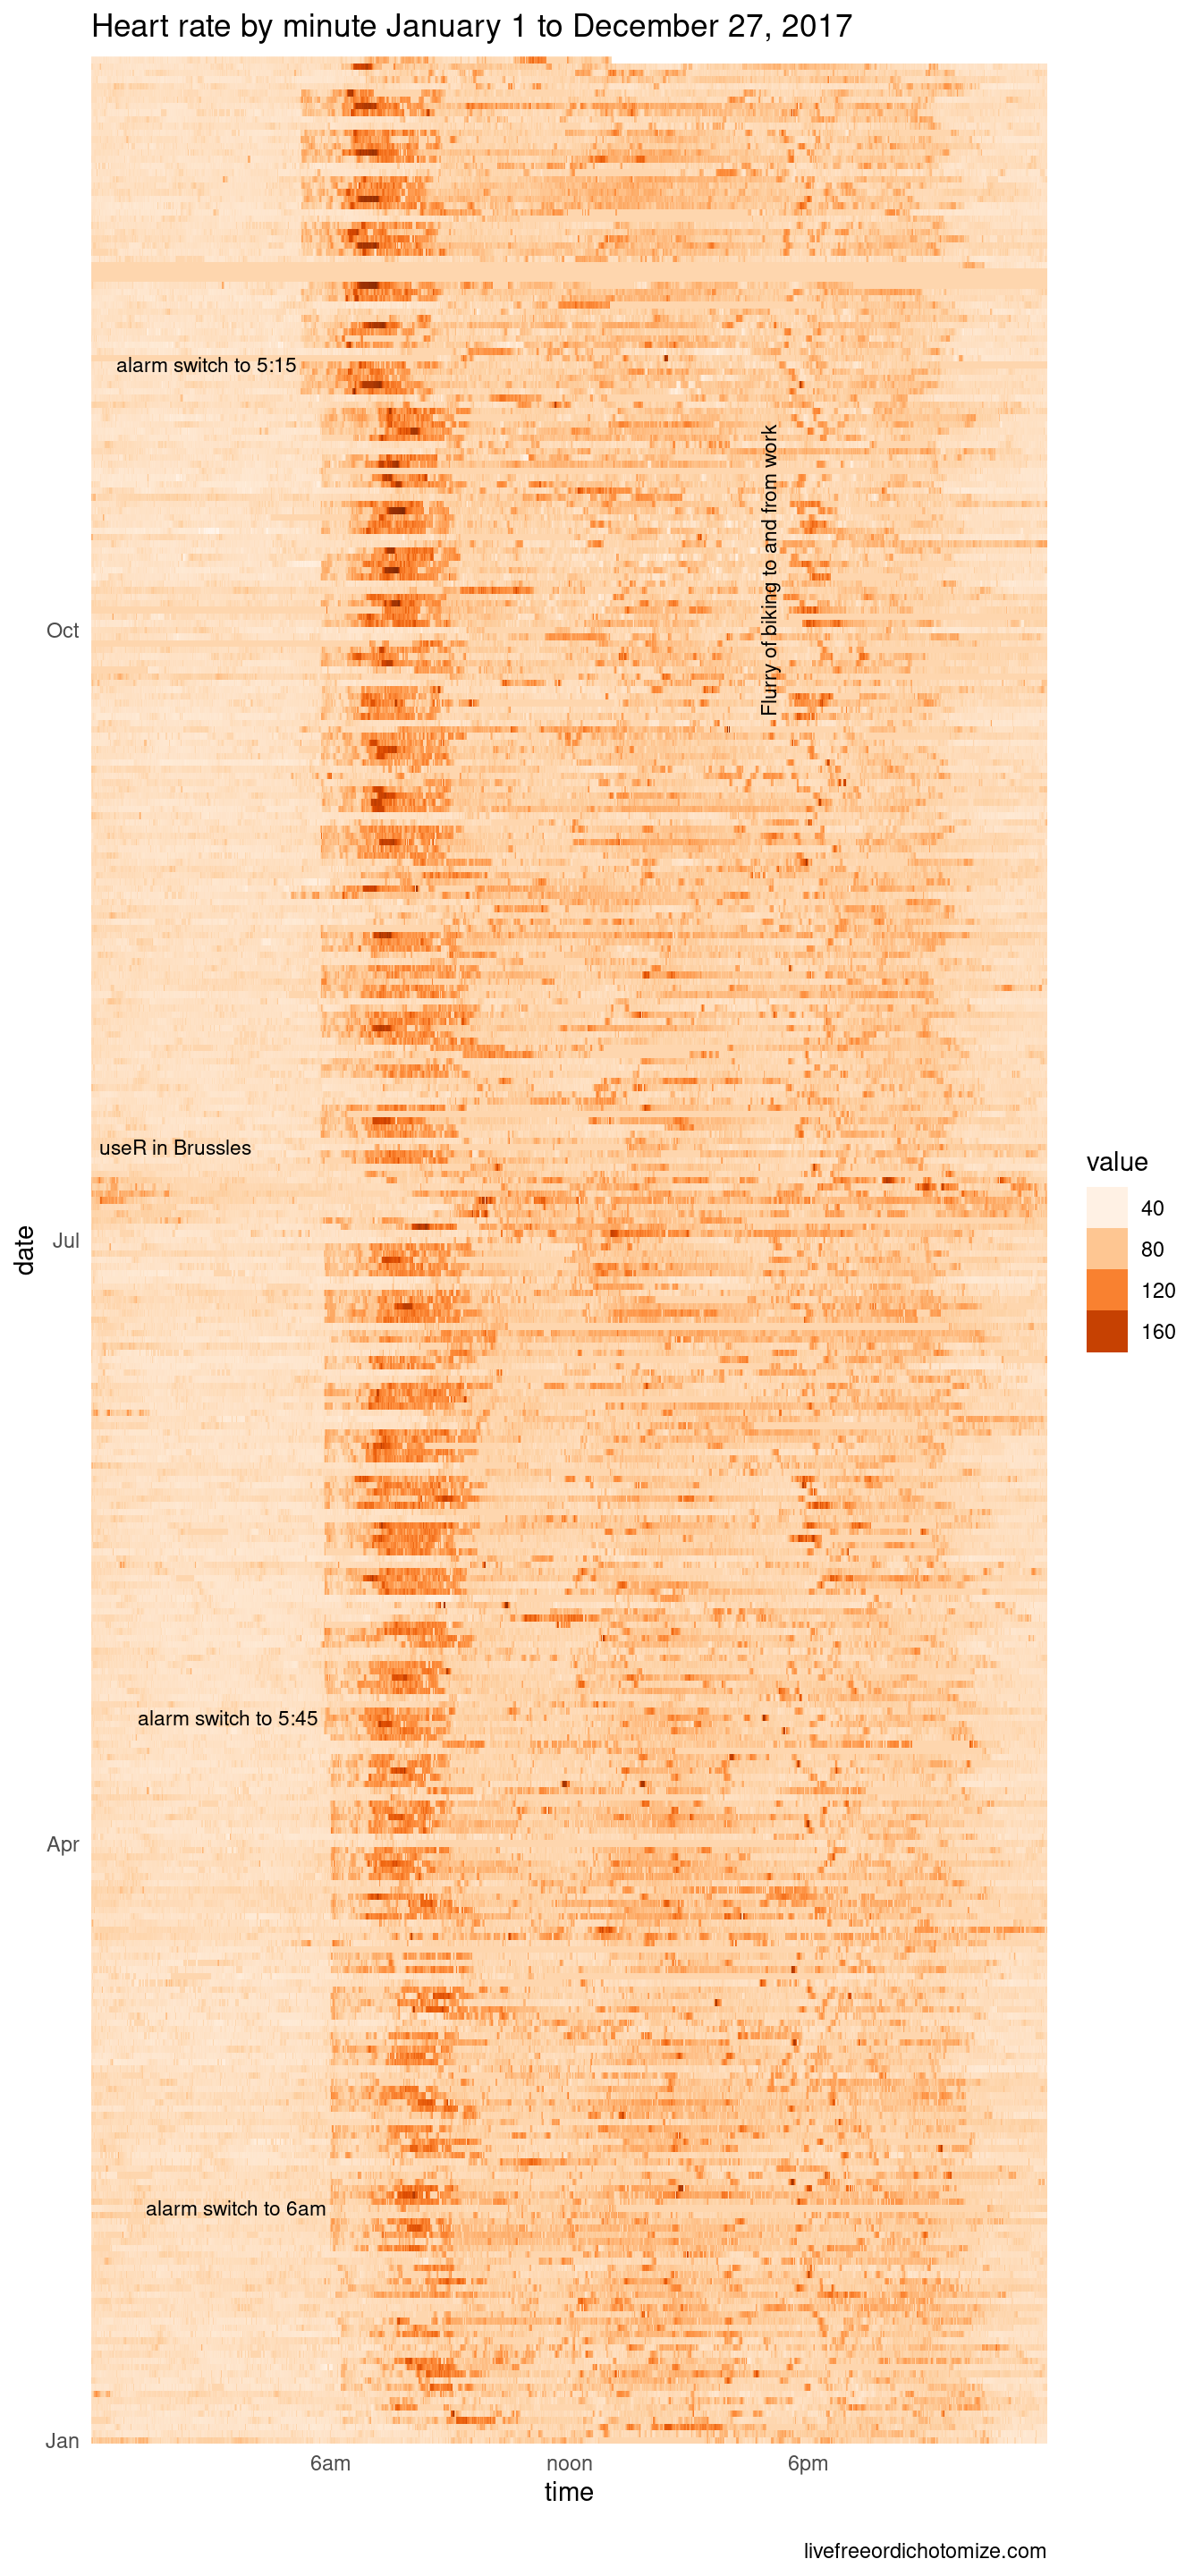 Heart rate by minute January 1 to December 27, 2017
alarm switch to 5:15
Flurry of biking to and from work
Oct
useR in Brussles
value
40
80
120
160
date
Jul
alarm switch to 5:45
Apr
alarm switch to 6am
Jan
6am
noon
6pm
time
livefreeordichotomize.com